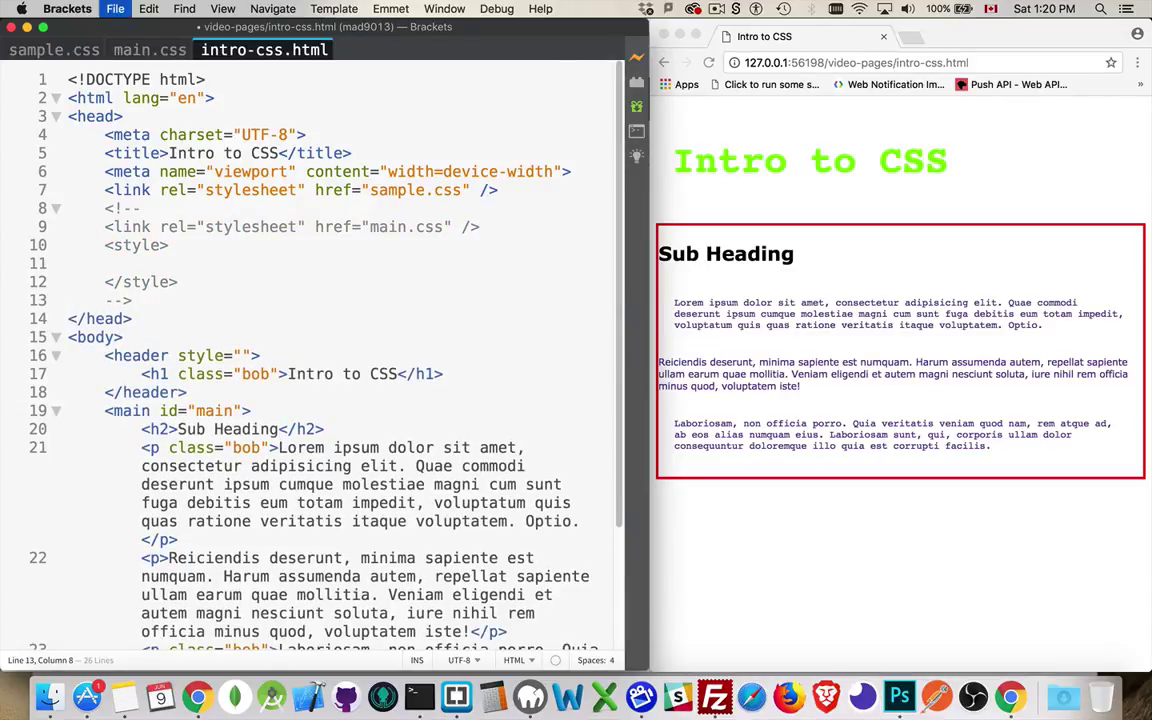 Brackets File Edit View Navigate Template Emmet Window Debug Help 100% Sat 1:20 PM
• video-pages/intro-css.html (mad9013) — Brackets
sample.css main.css intro-css.html
1 <!DOCTYPE html>
2 <html lang="en">
3 <head>
4 <meta charset="UTF-8">
5 <title>Intro to CSS</title>
6 <meta name="viewport" content="width=device-width">
7 <link rel="stylesheet" href="sample.css" />
8 <!--
9 <link rel="stylesheet" href="main.css" />
10 <style>
11
12 </style>
13 -->
14 </head>
15 <body>
16 <header style="">
17 <h1 class="bob">Intro to CSS</h1>
18 </header>
19 <main id="main">
20 <h2>Sub Heading</h2>
21 <p class="bob">Lorem ipsum dolor sit amet,
consectetur adipisicing elit. Quae commodi
deserunt ipsum cumque molestiae magni cum sunt
fuga debitis eum totam impedit, voluptatum quis
quas ratione veritatis itaque voluptatem. Optio.
</p>
22 <p>Reiciendis deserunt, minima sapiente est
numquam. Harum assumenda autem, repellat sapiente
ullam earum quae mollitia. Veniam eligendi et
autem magni nesciunt soluta, iure nihil rem
officia minus quod, voluptatem iste!</p>
23 <p class="bob">Laboriosam, non officia porro. Quia
Line 13, Column 8 — 26 Lines INS UTF-8 HTML Spaces: 4
Intro to CSS
127.0.0.1:56198/video-pages/intro-css.html
Apps Click to run some s... Web Notification Im... Push API - Web API... »
Intro to CSS
Sub Heading
Lorem ipsum dolor sit amet, consectetur adipisicing elit. Quae commodi
deserunt ipsum cumque molestiae magni cum sunt fuga debitis eum totam impedit,
voluptatum quis quas ratione veritatis itaque voluptatem. Optio.
Reiciendis deserunt, minima sapiente est numquam. Harum assumenda autem, repellat sapiente
ullam earum quae mollitia. Veniam eligendi et autem magni nesciunt soluta, iure nihil rem officia
minus quod, voluptatem iste!
Laboriosam, non officia porro. Quia veritatis veniam quod nam, rem atque ad,
ab eos alias numquam eius. Laboriosam sunt, qui, corporis ullam dolor
consequuntur doloremque illo quia est corrupti facilis.